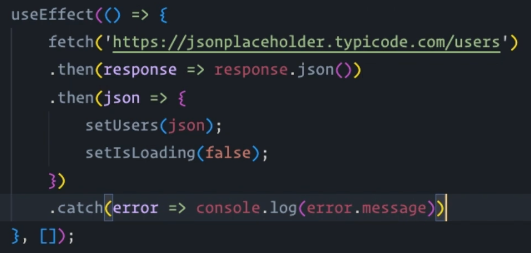 useEffect(() => {
    fetch('https://jsonplaceholder.typicode.com/users')
    .then(response => response.json())
    .then(json => {
        setUsers(json);
        setIsLoading(false);
    })
    .catch(error => console.log(error.message))
}, []);